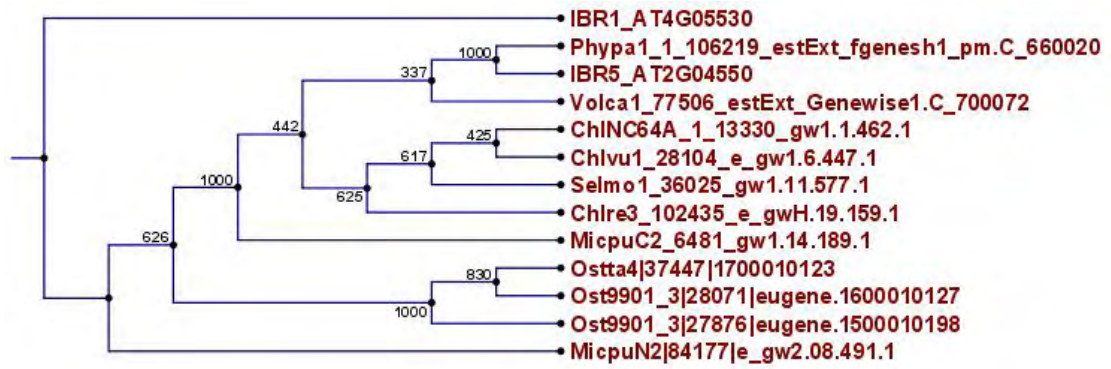 IBR1_AT4G05530
Phypa1_1_106219_estExt_fgenesh1_pm.C_660020
1000
337
IBR5_AT2G04550
Volca1_77506_estExt_Genewise1.C_700072
442
425
ChlNC64A_1_13330_gw1.1.462.1
617
Chlvu1_28104_e_gw1.6.447.1
1000
625
Selmo1_36025_gw1.11.577.1
Chlre3_102435_e_gwH.19.159.1
626
MicpuC2_6481_gw1.14.189.1
830
Ostta4|37447|1700010123
1000
Ost9901_3|28071|eugene.1600010127
Ost9901_3|27876|eugene.1500010198
MicpuN2|84177|e_gw2.08.491.1